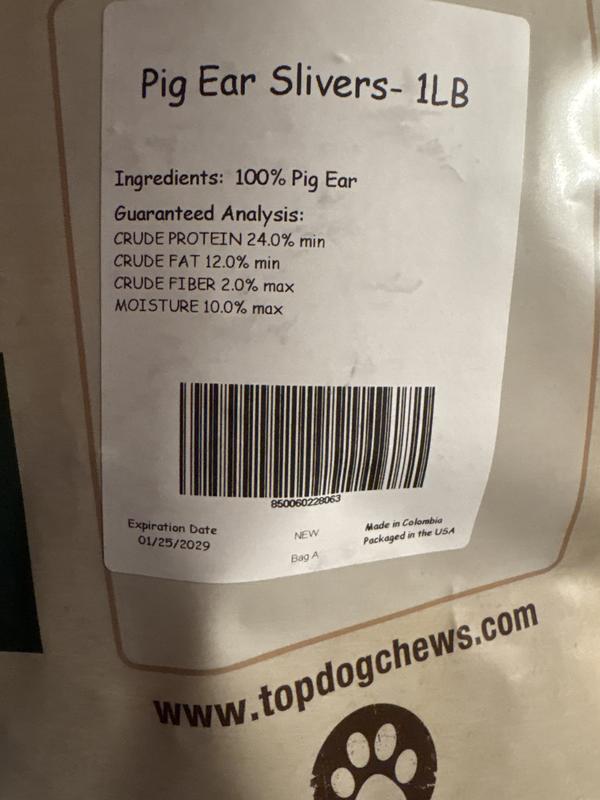 Pig Ear Slivers- 1LB
Ingredients: 100% Pig Ear
Guaranteed Analysis:
CRUDE PROTEIN 24.0% min
CRUDE FAT 12.0% min
CRUDE FIBER 2.0% max
MOISTURE 10.0% max
850060228063
Expiration Date
01/25/2029
NEW
Bag A
Made in Colombia
Packaged in the USA
www.topdogchews.com